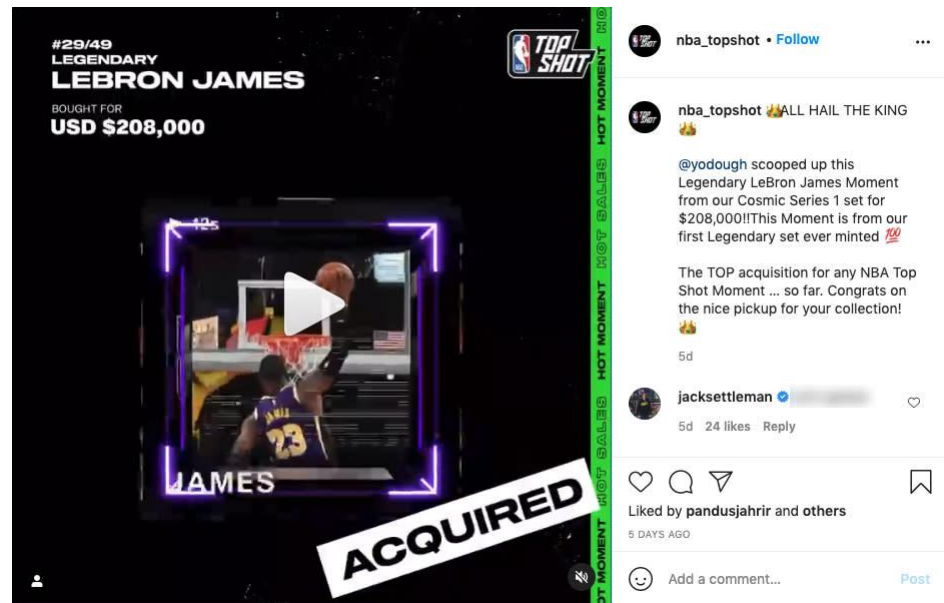 #29/49
LEGENDARY
LEBRON JAMES
BOUGHT FOR
USD $208,000
TOP
SHOT
12s
JAMES
23
JAMES
ACQUIRED
HOT MOMENT HOT SALES HOT MOMENT HOT SALES HOT MOMENT
nba_topshot • Follow
nba_topshot 👑ALL HAIL THE KING
👑
@yodough scooped up this
Legendary LeBron James Moment
from our Cosmic Series 1 set for
$208,000!!This Moment is from our
first Legendary set ever minted 💯
The TOP acquisition for any NBA Top
Shot Moment ... so far. Congrats on
the nice pickup for your collection!
👑
5d
jacksettleman
5d 24 likes Reply
Liked by pandusjahrir and others
5 DAYS AGO
Add a comment... Post